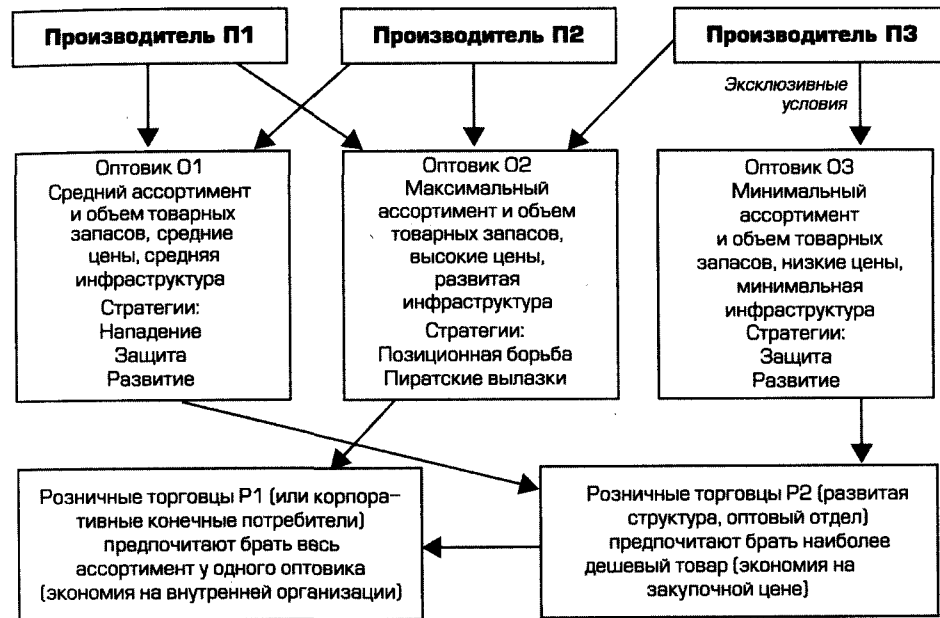 Производитель П1
Производитель П2
Производитель П3
Эксклюзивные
условия
Оптовик О1
Средний ассортимент
и объем товарных
запасов, средние
цены, средняя
инфраструктура
Стратегии:
Нападение
Защита
Развитие
Оптовик О2
Максимальный
ассортимент и объем
товарных запасов,
высокие цены,
развитая
инфраструктура
Стратегии:
Позиционная борьба
Пиратские вылазки
Оптовик О3
Минимальный
ассортимент
и объем товарных
запасов, низкие цены,
минимальная
инфраструктура
Стратегии:
Защита
Развитие
Розничные торговцы Р1 (или корпора-
тивные конечные потребители)
предпочитают брать весь
ассортимент у одного оптовика
(экономия на внутренней организации)
Розничные торговцы Р2 (развитая
структура, оптовый отдел)
предпочитают брать наиболее
дешевый товар (экономия на
закупочной цене)